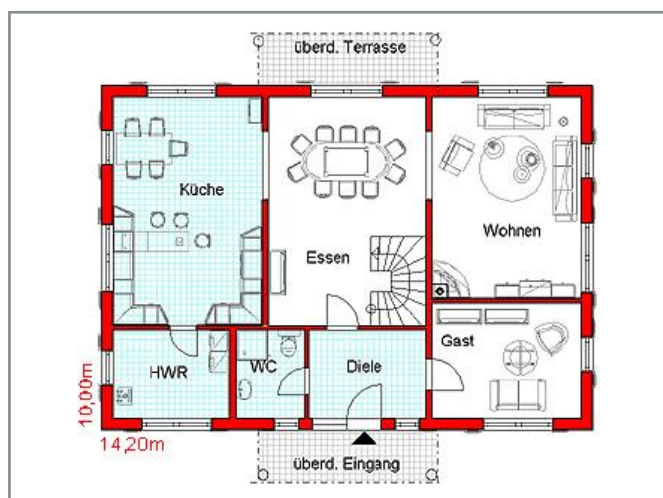 überd. Terrasse
Küche
Wohnen
Essen
Gast
HWR
WC
Diele
10,00m
14,20m
überd. Eingang